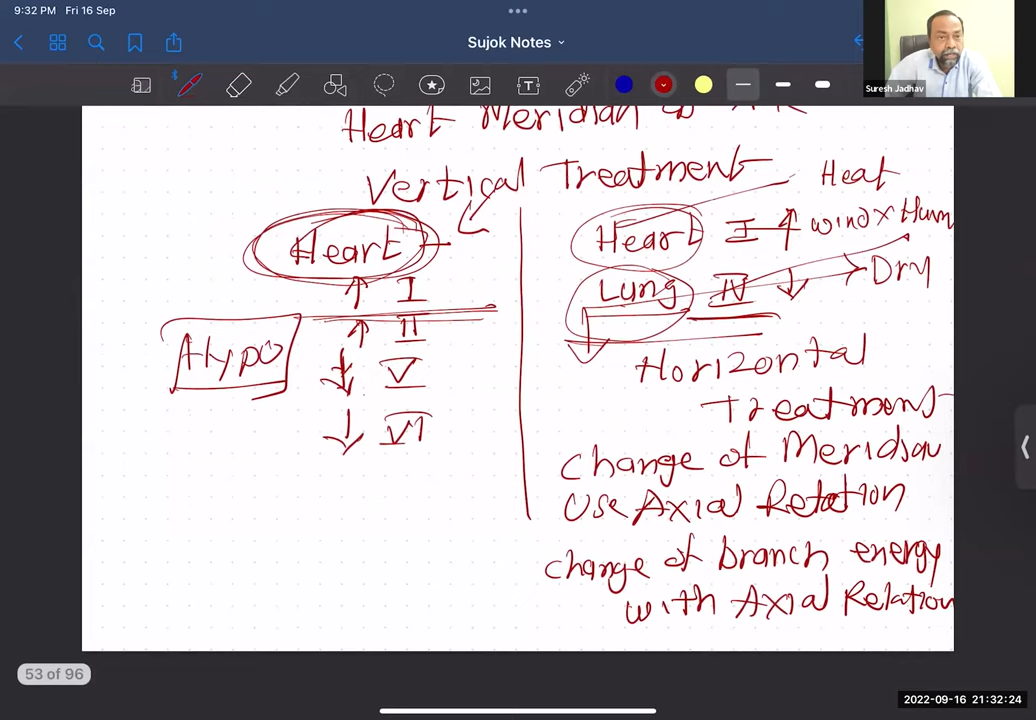 9:32 PM Fri 16 Sep
Sujok Notes
Suresh Jadhav
Heart Meridian
Vertical Treatment
Heart
↑ I
↑ II
Hypo
↓ V
↓ VI
Heat
Heart I ↑ wind x Hum
Lung IV ↓ → Dry
Horizontal
Treatment
Change of Meridian
Use Axial Relation
change of branch energy
with Axial Relation
53 of 96
2022-09-16 21:32:24